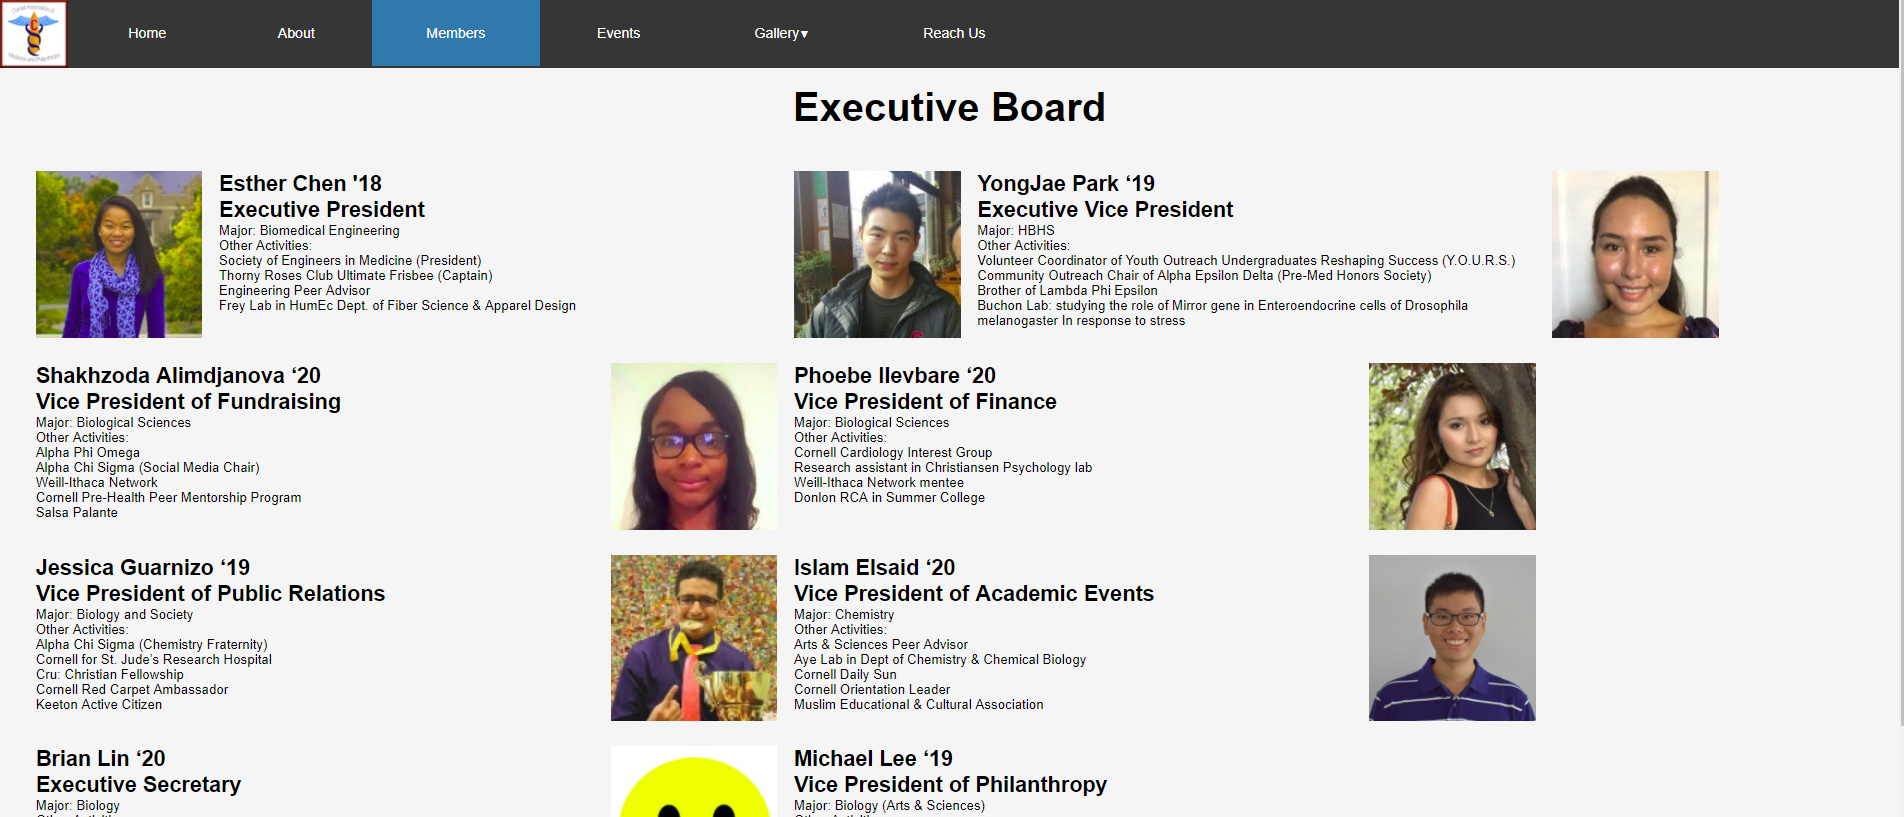 Cornell Association of
C
Medicine and Philanthropy
Home
About
Members
Events
Gallery▾
Reach Us
Executive Board
Esther Chen '18
Executive President
Major: Biomedical Engineering
Other Activities:
Society of Engineers in Medicine (President)
Thorny Roses Club Ultimate Frisbee (Captain)
Engineering Peer Advisor
Frey Lab in HumEc Dept. of Fiber Science & Apparel Design
YongJae Park ‘19
Executive Vice President
Major: HBHS
Other Activities:
Volunteer Coordinator of Youth Outreach Undergraduates Reshaping Success (Y.O.U.R.S.)
Community Outreach Chair of Alpha Epsilon Delta (Pre-Med Honors Society)
Brother of Lambda Phi Epsilon
Buchon Lab: studying the role of Mirror gene in Enteroendocrine cells of Drosophila
melanogaster In response to stress
Shakhzoda Alimdjanova ‘20
Vice President of Fundraising
Major: Biological Sciences
Other Activities:
Alpha Phi Omega
Alpha Chi Sigma (Social Media Chair)
Weill-Ithaca Network
Cornell Pre-Health Peer Mentorship Program
Salsa Palante
Phoebe Ilevbare ‘20
Vice President of Finance
Major: Biological Sciences
Other Activities:
Cornell Cardiology Interest Group
Research assistant in Christiansen Psychology lab
Weill-Ithaca Network mentee
Donlon RCA in Summer College
Jessica Guarnizo ‘19
Vice President of Public Relations
Major: Biology and Society
Other Activities:
Alpha Chi Sigma (Chemistry Fraternity)
Cornell for St. Jude’s Research Hospital
Cru: Christian Fellowship
Cornell Red Carpet Ambassador
Keeton Active Citizen
Islam Elsaid ‘20
Vice President of Academic Events
Major: Chemistry
Other Activities:
Arts & Sciences Peer Advisor
Aye Lab in Dept of Chemistry & Chemical Biology
Cornell Daily Sun
Cornell Orientation Leader
Muslim Educational & Cultural Association
Brian Lin ‘20
Executive Secretary
Major: Biology
Michael Lee ‘19
Vice President of Philanthropy
Major: Biology (Arts & Sciences)